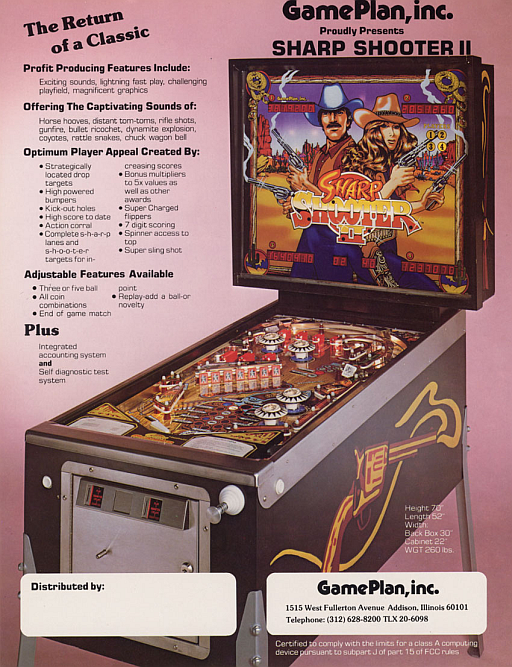 The Return
of a Classic
GamePlan, inc.
Proudly Presents
SHARP SHOOTER II
Profit Producing Features Include:
Exciting sounds, lightning fast play, challenging
playfield, magnificent graphics
Offering The Captivating Sounds of:
Horse hooves, distant tom-toms, rifle shots,
gunfire, bullet ricochet, dynamite explosion,
coyotes, rattle snakes, chuck wagon bell
Optimum Player Appeal Created By:
• Strategically
located drop
targets
• High powered
bumpers
• Kick-out holes
• High score to date
• Action corral
• Complete s-h-a-r-p
lanes and
s-h-o-o-t-e-r
targets for in-
creasing scores
• Bonus multipliers
to 5x values as
well as other
awards
• Super Charged
flippers
• 7 digit scoring
• Spinner access to
top
• Super sling shot
Adjustable Features Available
• Three or five ball
• All coin
combinations
• End of game match
point
• Replay-add a ball-or
novelty
Plus
Integrated
accounting system
and
Self diagnostic test
system
SHARP
SHOOTER
II
Height 70"
Length 52"
Width:
Back Box 30"
Cabinet 22"
WGT 260 lbs.
Distributed by:
GamePlan, inc.
1515 West Fullerton Avenue Addison, Illinois 60101
Telephone: (312) 628-8200 TLX 20-6098
Certified to comply with the limits for a class A computing
device pursuant to subpart J of part 15 of FCC rules